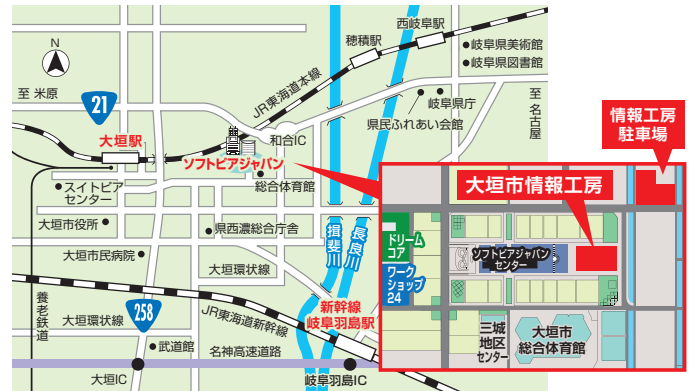 西岐阜駅
穂積駅
岐阜県美術館
岐阜県図書館
N
至 米原
21
JR東海道本線
岐阜県庁
県民ふれあい会館
至 名古屋
情報工房
駐車場
大垣駅
和合IC
ソフトピアジャパン
大垣市情報工房
スイトピア
センター
総合体育館
大垣市役所
県西濃総合庁舎
揖斐川
長良川
ドリーム
コア
ソフトピアジャパン
センター
大垣市民病院
大垣環状線
ワーク
ショップ
24
養老鉄道
258
大垣環状線
JR東海道新幹線
新幹線
岐阜羽島駅
三城
地区
センター
大垣市
総合体育館
武道館
名神高速道路
大垣IC
岐阜羽島IC